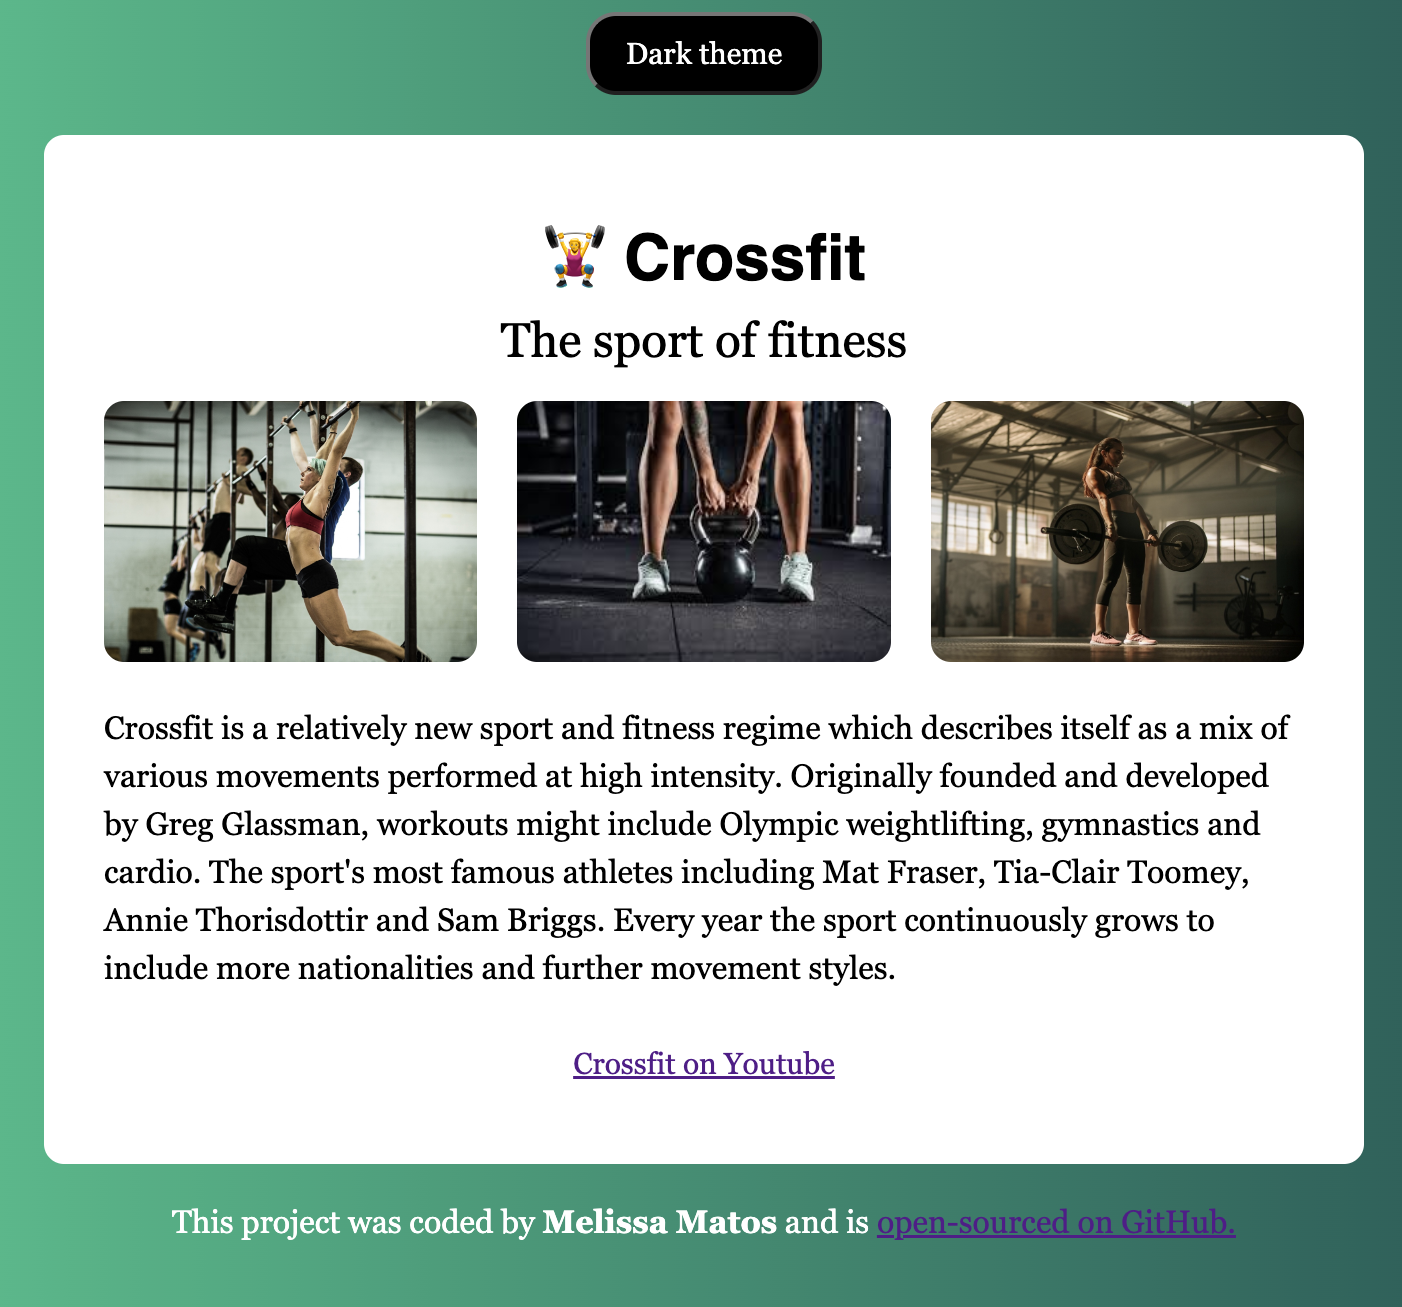 Dark theme
Crossfit
The sport of fitness
Crossfit is a relatively new sport and fitness regime which describes itself as a mix of
various movements performed at high intensity. Originally founded and developed
by Greg Glassman, workouts might include Olympic weightlifting, gymnastics and
cardio. The sport's most famous athletes including Mat Fraser, Tia-Clair Toomey,
Annie Thorisdottir and Sam Briggs. Every year the sport continuously grows to
include more nationalities and further movement styles.
Crossfit on Youtube
This project was coded by Melissa Matos and is open-sourced on GitHub.